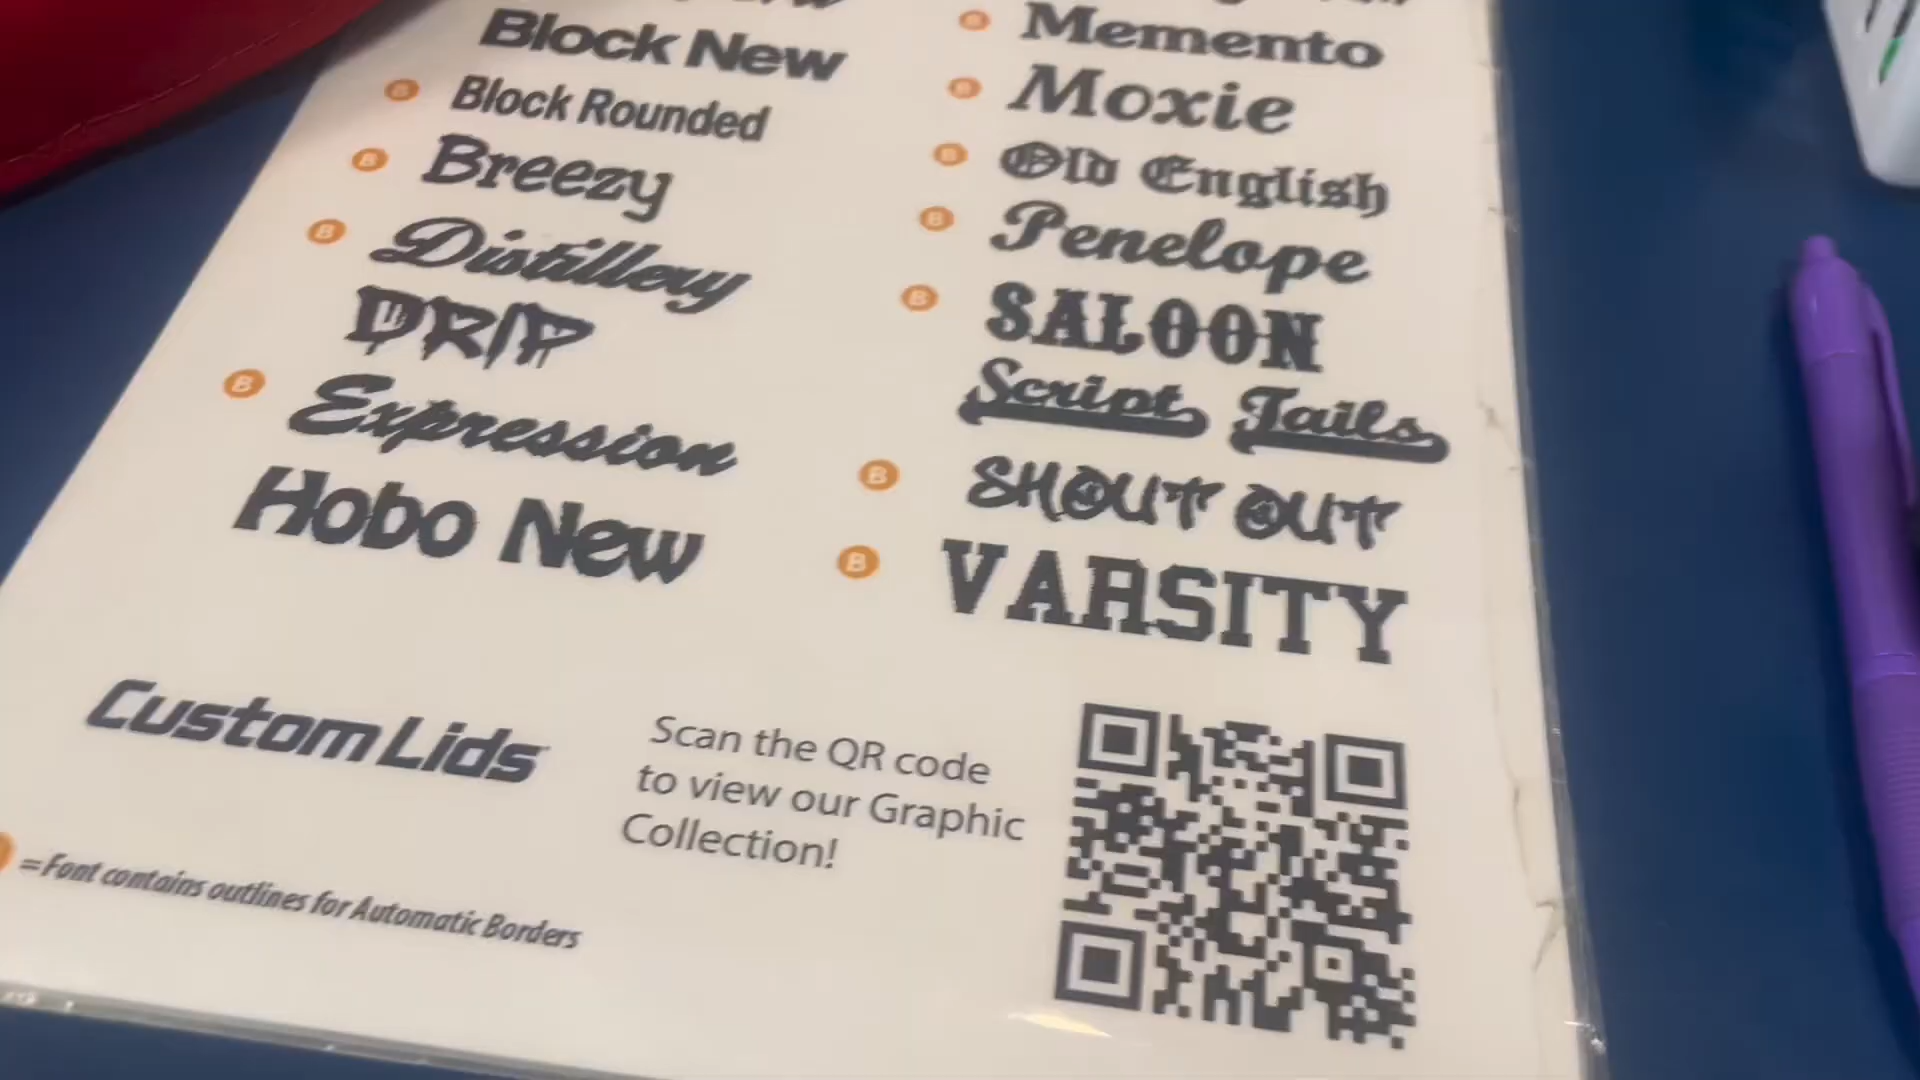 Block New
Block Rounded
Breezy
Distillery
DRIP
Expression
Hobo New
Memento
Moxie
Old English
Penelope
SALOON
Script Tails
SHOUT OUT
VARSITY
Custom Lids
Scan the QR code
to view our Graphic
Collection!
= Font contains outlines for Automatic Borders